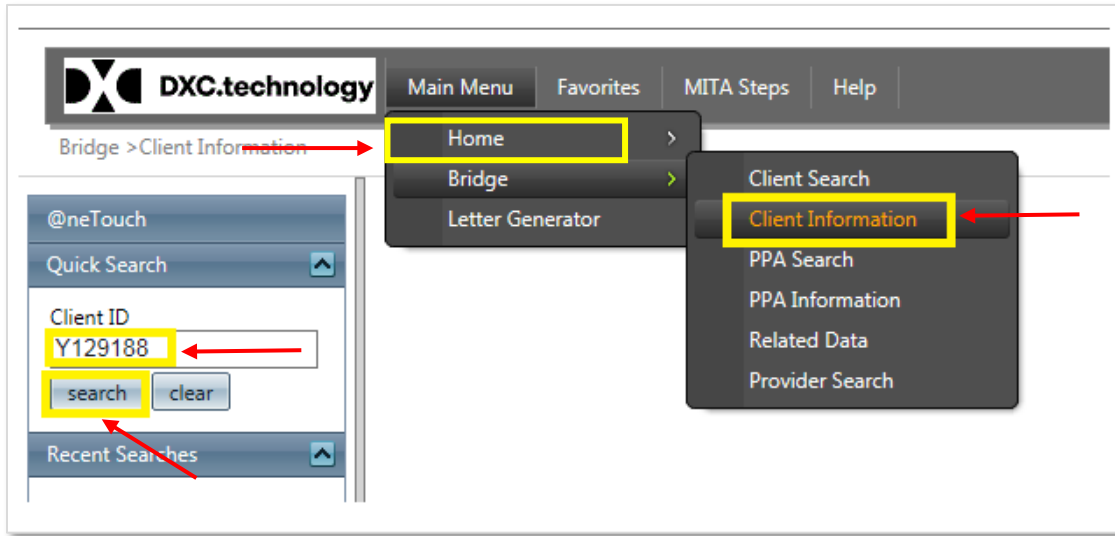 DXC.technology Main Menu Favorites MITA Steps Help
Bridge >Client Information
Home >
Bridge >
Letter Generator
Client Search
Client Information
PPA Search
PPA Information
Related Data
Provider Search
@neTouch
Quick Search
Client ID
Y129188
search clear
Recent Searches